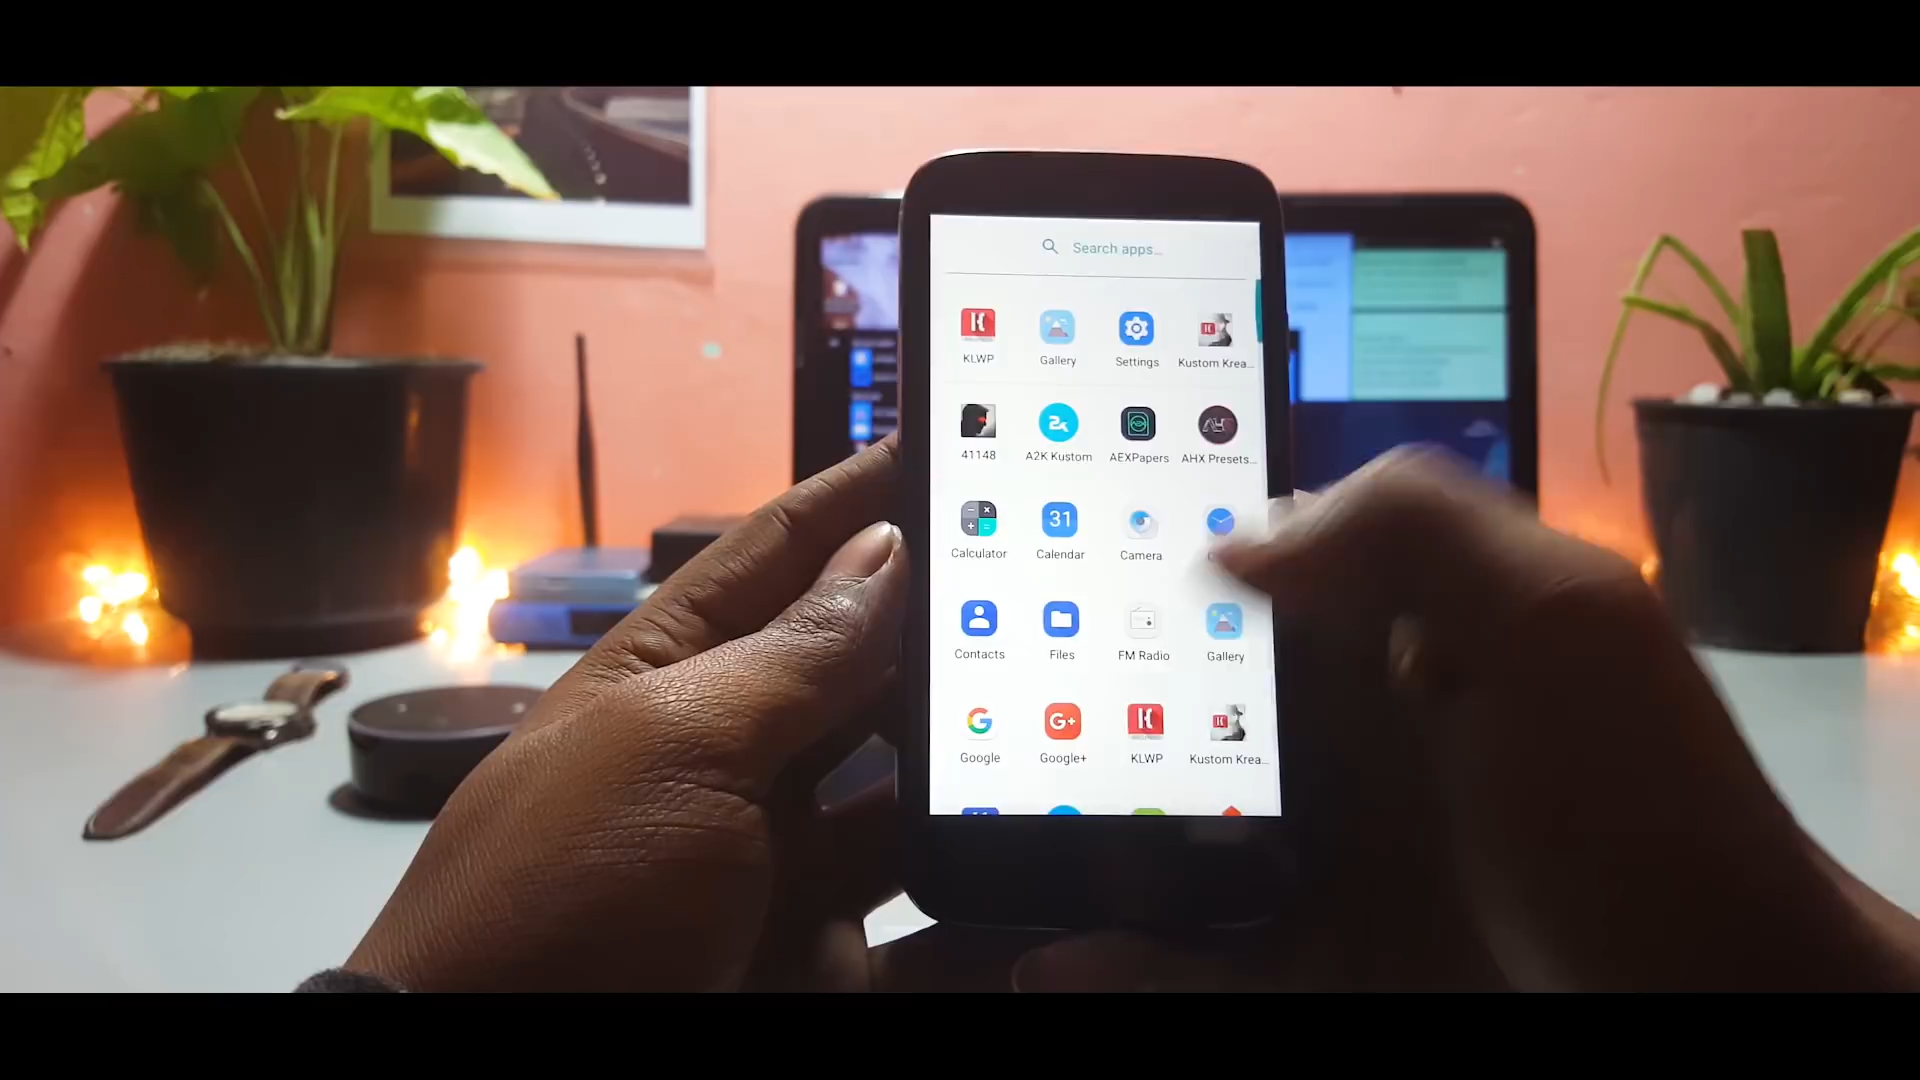 Search apps...
KLWP
Gallery
Settings
Kustom Krea...
41148
A2K Kustom
AEXPapers
AHX Presets...
Calculator
31
Calendar
Camera
Contacts
Files
FM Radio
Gallery
Google
G+
Google+
KLWP
Kustom Krea...